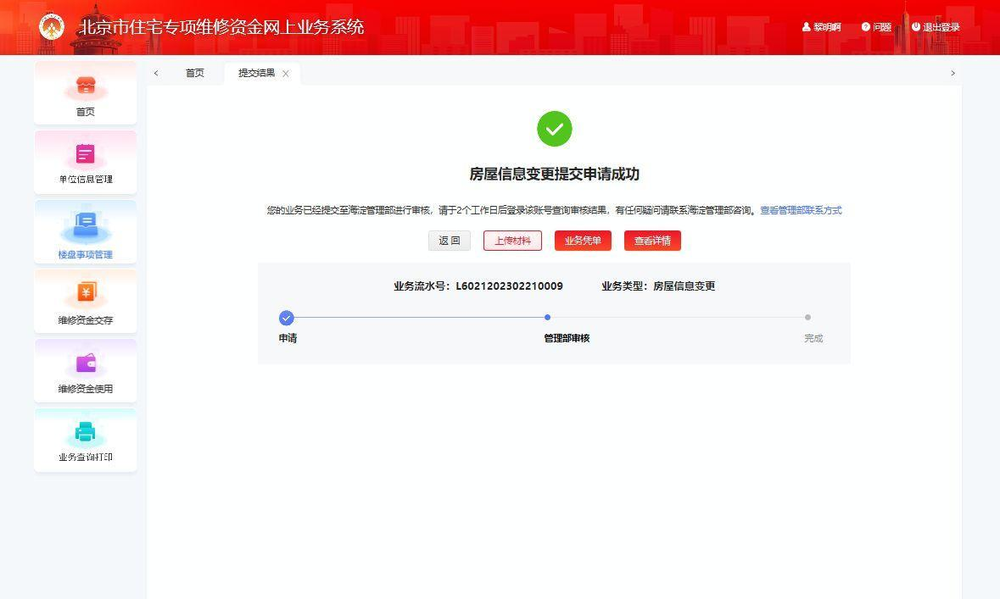 北京市住宅专项维修资金网上业务系统
黎明啊 问题 退出登录
首页 提交结果
首页
单位信息管理
楼盘事项管理
维修资金交存
维修资金使用
业务查询打印
房屋信息变更提交申请成功
您的业务已经提交至海淀管理部进行审核，请于2个工作日后登录该账号查询审核结果，有任何疑问请联系海淀管理部咨询。查看管理部联系方式
返回 上传材料 业务凭单 查看详情
业务流水号：L6021202302210009 业务类型：房屋信息变更
申请 管理部审核 完成